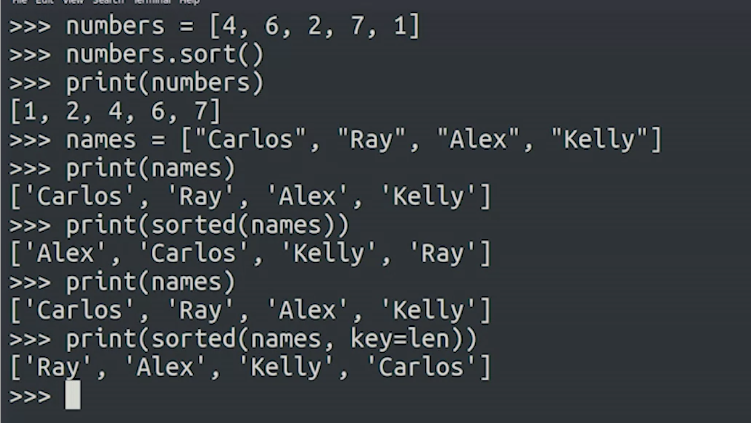 File Edit View Search Terminal Help
>>> numbers = [4, 6, 2, 7, 1]
>>> numbers.sort()
>>> print(numbers)
[1, 2, 4, 6, 7]
>>> names = ["Carlos", "Ray", "Alex", "Kelly"]
>>> print(names)
['Carlos', 'Ray', 'Alex', 'Kelly']
>>> print(sorted(names))
['Alex', 'Carlos', 'Kelly', 'Ray']
>>> print(names)
['Carlos', 'Ray', 'Alex', 'Kelly']
>>> print(sorted(names, key=len))
['Ray', 'Alex', 'Kelly', 'Carlos']
>>>